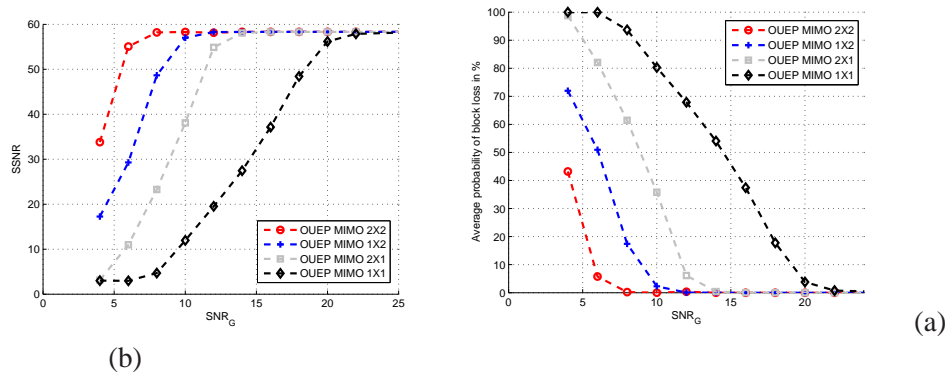 60
50
40
30
20
10
0
SSNR
0 5 10 15 20 25
SNR_G
OUEP MIMO 2X2
OUEP MIMO 1X2
OUEP MIMO 2X1
OUEP MIMO 1X1
(b)
100
90
80
70
60
50
40
30
20
10
0
Average probability of block loss in %
0 5 10 15 20
SNR_G
OUEP MIMO 2X2
OUEP MIMO 1X2
OUEP MIMO 2X1
OUEP MIMO 1X1
(a)